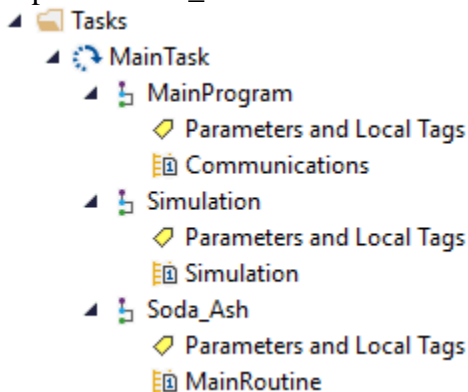 Tasks
MainTask
MainProgram
Parameters and Local Tags
Communications
Simulation
Parameters and Local Tags
Simulation
Soda_Ash
Parameters and Local Tags
MainRoutine